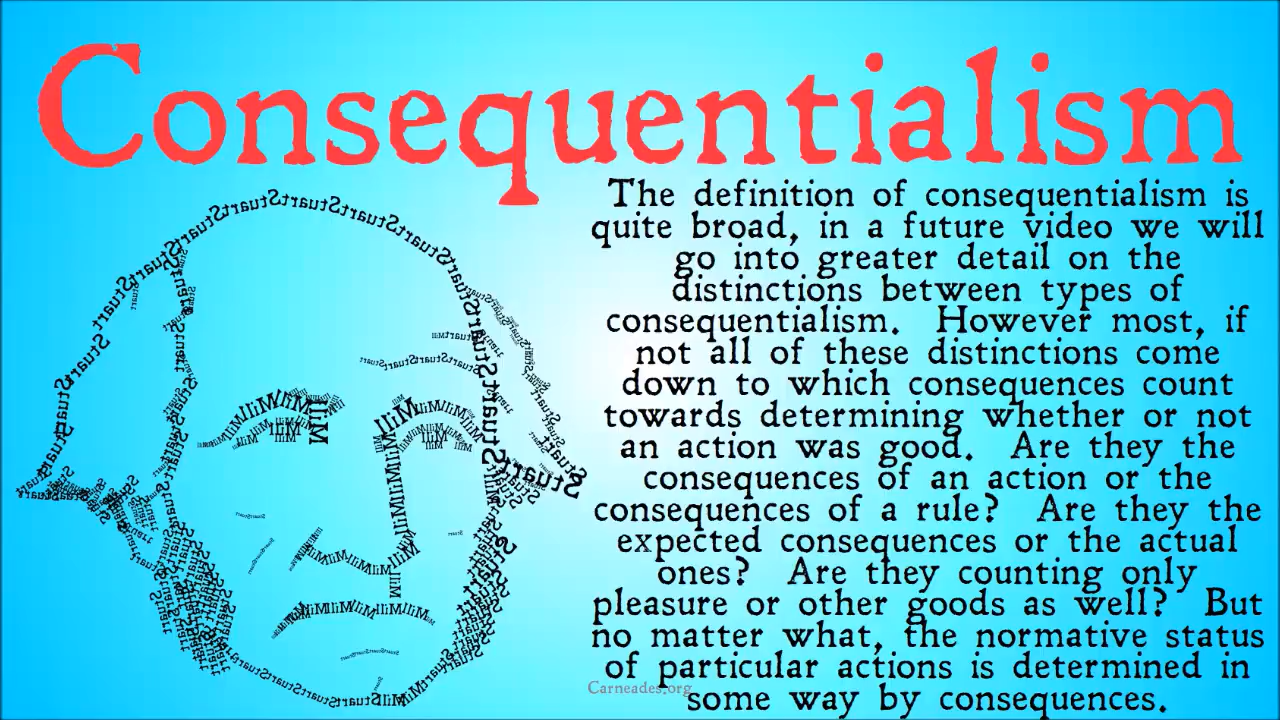 Consequentialism
The definition of consequentialism is
quite broad, in a future video we will
go into greater detail on the
distinctions between types of
consequentialism. However most, if
not all of these distinctions come
down to which consequences count
towards determining whether or not
an action was good. Are they the
consequences of an action or the
consequences of a rule? Are they the
expected consequences or the actual
ones? Are they counting only
pleasure or other goods as well? But
no matter what, the normative status
of particular actions is determined in
some way by consequences.
Carneades.org
Stuart
Mill